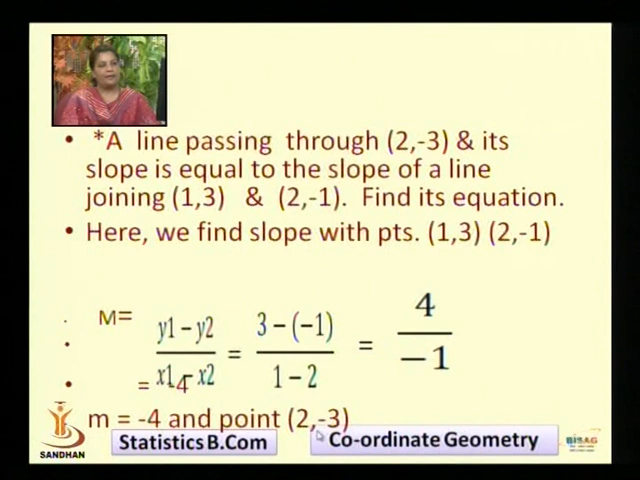 • *A line passing through (2,-3) & its
slope is equal to the slope of a line
joining (1,3) & (2,-1). Find its equation.
• Here, we find slope with pts. (1,3) (2,-1)
• M= y1 − y2 / x1 − x2 = 3 − (−1) / 1 − 2 = 4 / −1
• = -4
m = -4 and point (2,-3)
Statistics B.Com
Co-ordinate Geometry
SANDHAN
BISAG